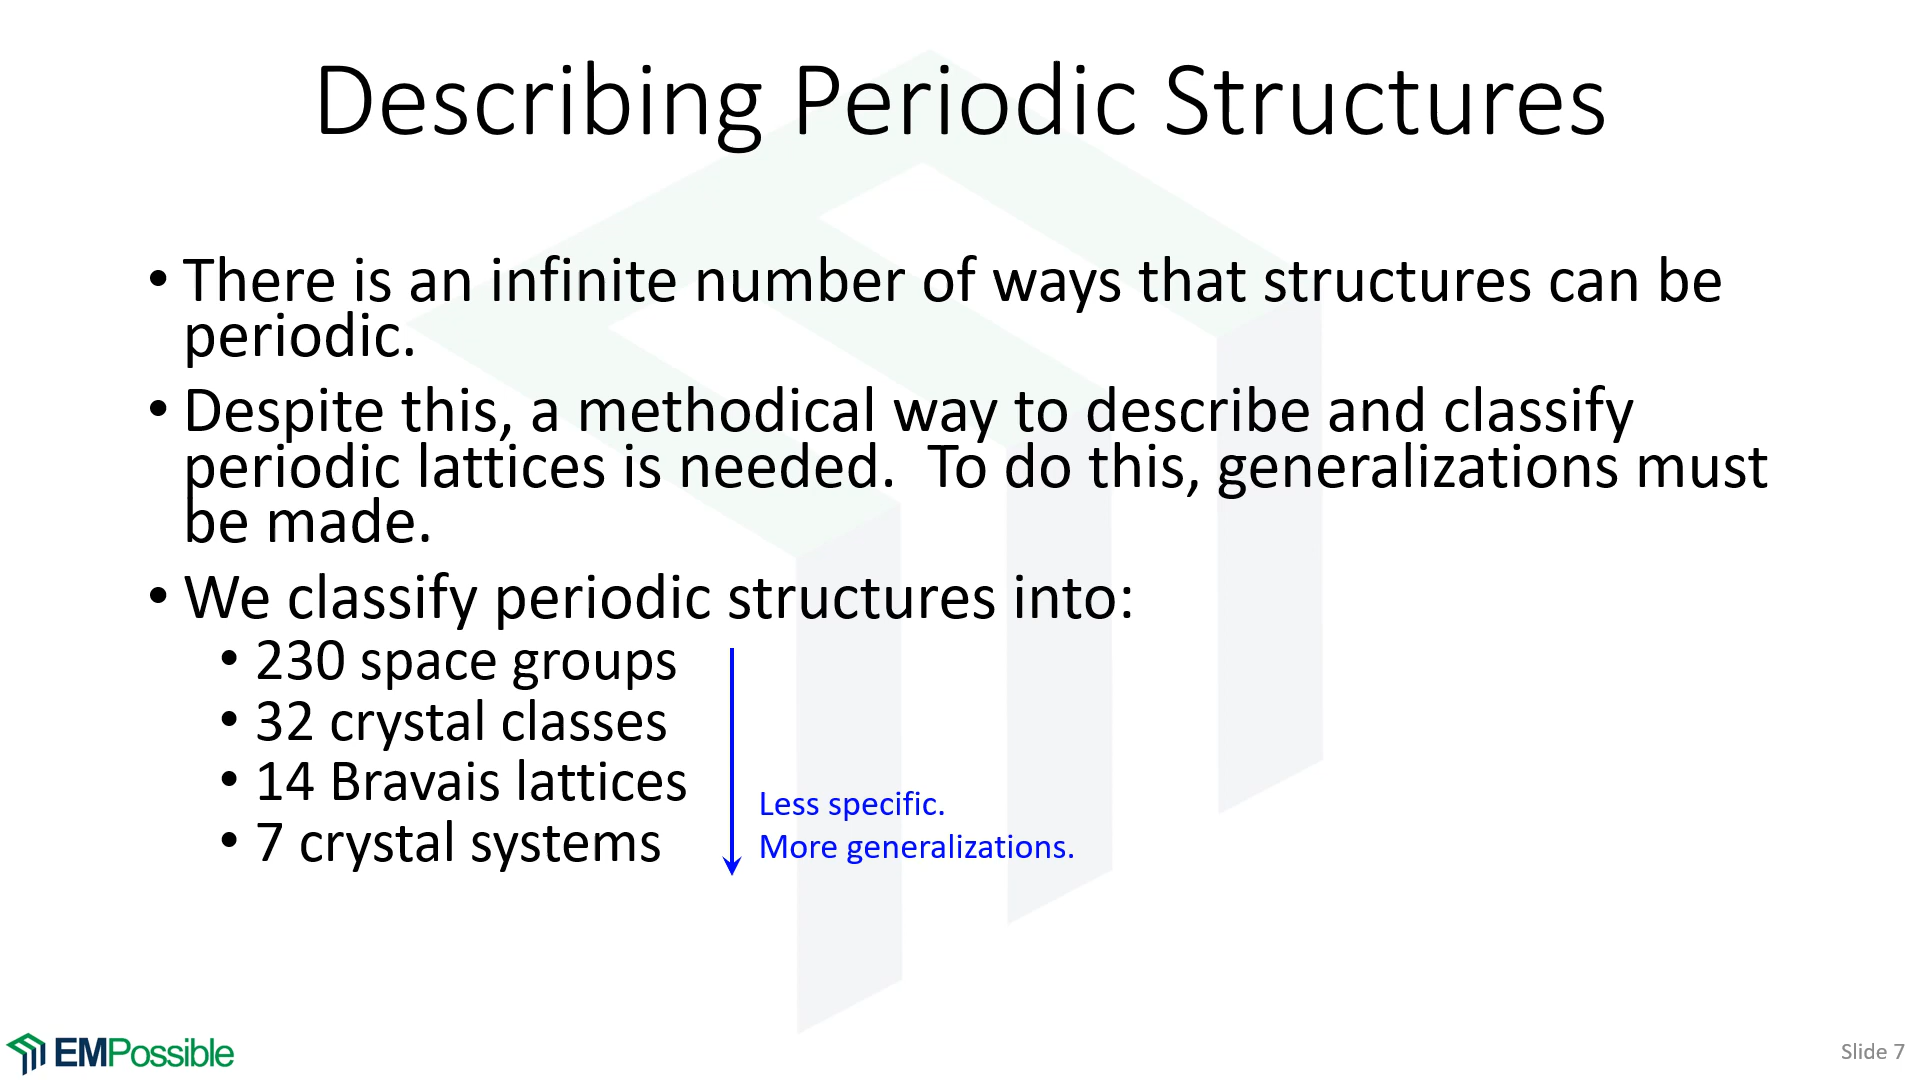 Describing Periodic Structures
• There is an infinite number of ways that structures can be
periodic.
• Despite this, a methodical way to describe and classify
periodic lattices is needed.  To do this, generalizations must
be made.
• We classify periodic structures into:
• 230 space groups
• 32 crystal classes
• 14 Bravais lattices
• 7 crystal systems
Less specific.
More generalizations.
EMPossible
Slide 7